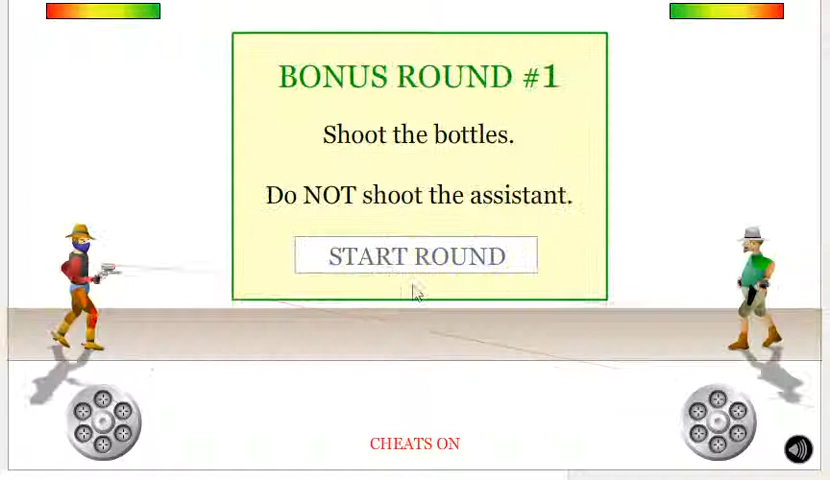 BONUS ROUND #1
Shoot the bottles.
Do NOT shoot the assistant.
START ROUND
CHEATS ON